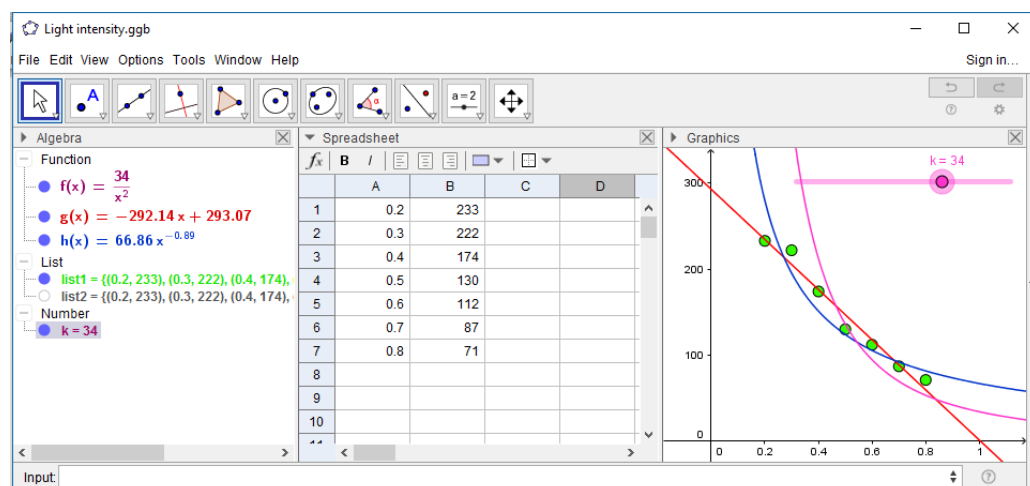 Light intensity.ggb
File Edit View Options Tools Window Help
Sign in...
A
α
a=2
Algebra
Function
f(x) = 34/x²
g(x) = −292.14 x + 293.07
h(x) = 66.86 x^−0.89
List
list1 = {(0.2, 233), (0.3, 222), (0.4, 174),
list2 = {(0.2, 233), (0.3, 222), (0.4, 174),
Number
k = 34
Spreadsheet
fx B I
A B C D
1 0.2 233
2 0.3 222
3 0.4 174
4 0.5 130
5 0.6 112
6 0.7 87
7 0.8 71
8
9
10
Graphics
k = 34
300
200
100
0
0 0.2 0.4 0.6 0.8 1
Input: